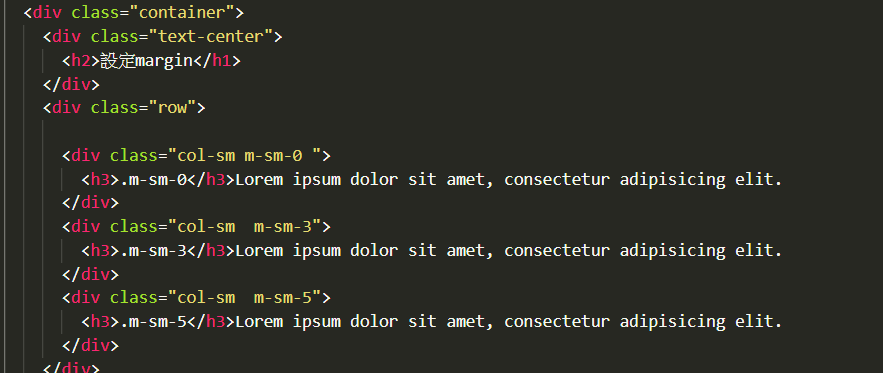 <div class="container">
<div class="text-center">
<h2>設定margin</h1>
</div>
<div class="row">
<div class="col-sm m-sm-0 ">
<h3>.m-sm-0</h3>Lorem ipsum dolor sit amet, consectetur adipisicing elit.
</div>
<div class="col-sm  m-sm-3">
<h3>.m-sm-3</h3>Lorem ipsum dolor sit amet, consectetur adipisicing elit.
</div>
<div class="col-sm  m-sm-5">
<h3>.m-sm-5</h3>Lorem ipsum dolor sit amet, consectetur adipisicing elit.
</div>
</div>